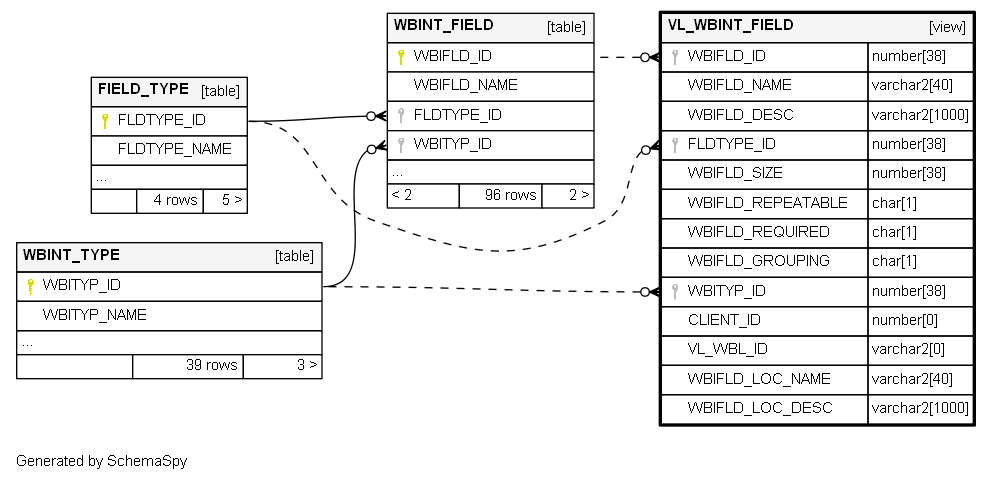 FIELD_TYPE [table]
FLDTYPE_ID
FLDTYPE_NAME
...
4 rows 5 >
WBINT_TYPE [table]
WBITYP_ID
WBITYP_NAME
...
39 rows 3 >
WBINT_FIELD [table]
WBIFLD_ID
WBIFLD_NAME
FLDTYPE_ID
WBITYP_ID
...
< 2 96 rows 2 >
VL_WBINT_FIELD [view]
WBIFLD_ID number[38]
WBIFLD_NAME varchar2[40]
WBIFLD_DESC varchar2[1000]
FLDTYPE_ID number[38]
WBIFLD_SIZE number[38]
WBIFLD_REPEATABLE char[1]
WBIFLD_REQUIRED char[1]
WBIFLD_GROUPING char[1]
WBITYP_ID number[38]
CLIENT_ID number[0]
VL_WBL_ID varchar2[0]
WBIFLD_LOC_NAME varchar2[40]
WBIFLD_LOC_DESC varchar2[1000]
Generated by SchemaSpy